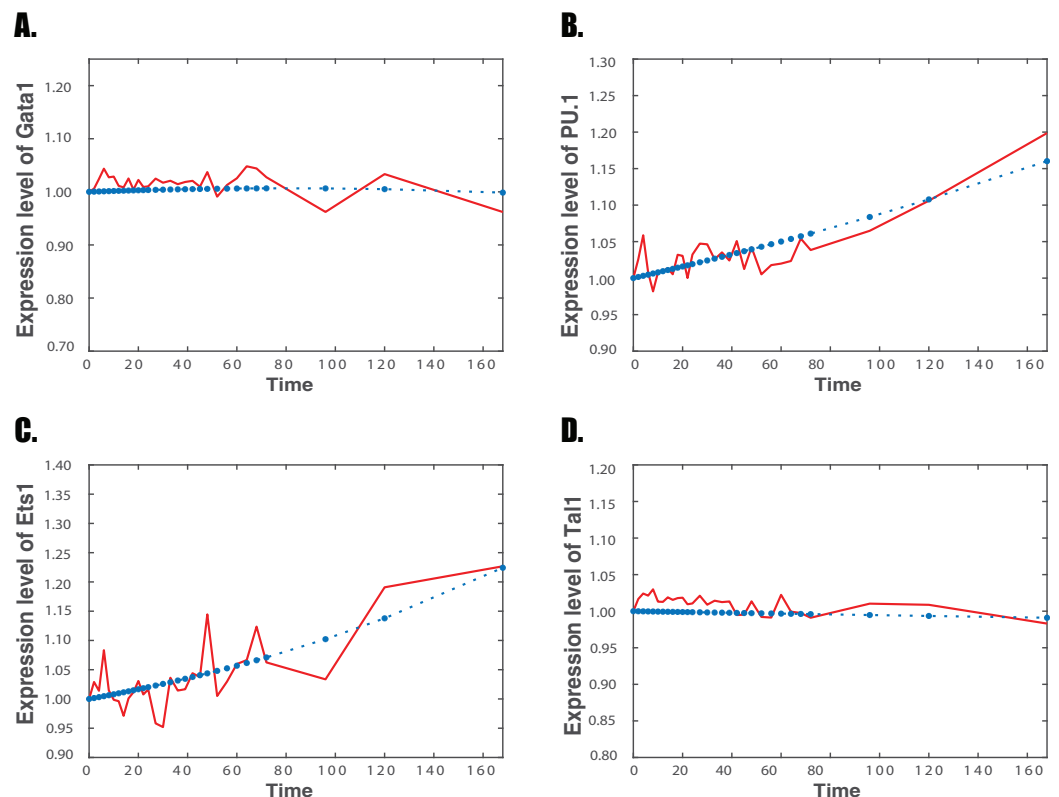 A.
Expression level of Gata1
1.20
1.10
1.00
0.90
0.80
0.70
0 20 40 60 80 100 120 140 160
Time
B.
Expression level of PU.1
1.30
1.25
1.20
1.15
1.10
1.05
1.00
0.95
0.90
0 20 40 60 80 100 120 140 160
Time
C.
Expression level of Ets1
1.40
1.35
1.30
1.25
1.20
1.15
1.10
1.05
1.00
0.95
0.90
0 20 40 60 80 100 120 140 160
Time
D.
Expression level of Tal1
1.20
1.15
1.10
1.05
1.00
0.95
0.90
0.85
0.80
0 20 40 60 80 100 120 140 160
Time